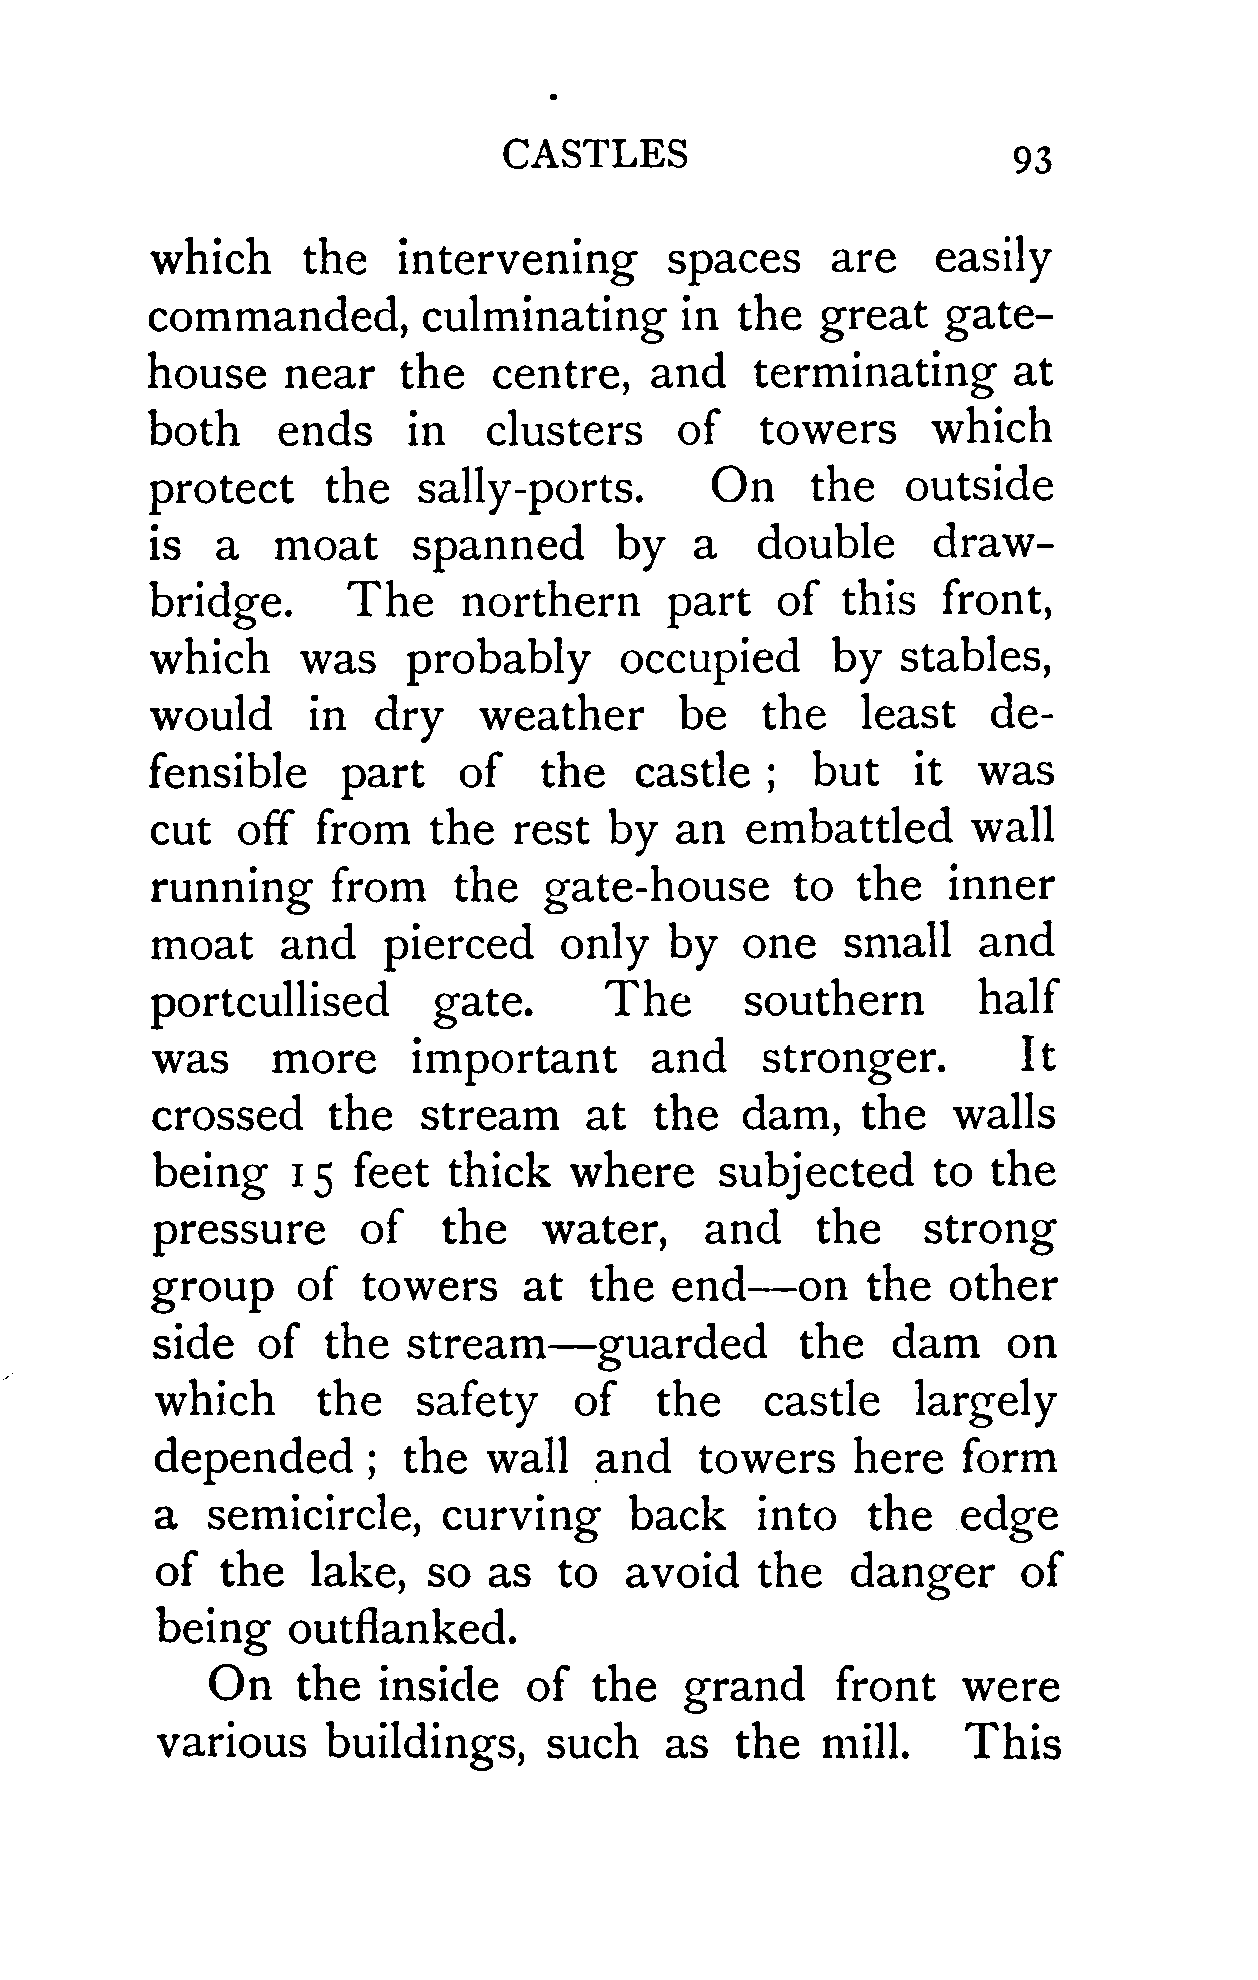 CASTLES 93
which the intervening spaces are easily
commanded, culminating in the great gate-
house near the centre, and terminating at
both ends in clusters of towers which
protect the sally-ports. On the outside
is a moat spanned by a double draw-
bridge. The northern part of this front,
which was probably occupied by stables,
would in dry weather be the least de-
fensible part of the castle ; but it was
cut off from the rest by an embattled wall
running from the gate-house to the inner
moat and pierced only by one small and
portcullised gate. The southern half
was more important and stronger. It
crossed the stream at the dam, the walls
being 15 feet thick where subjected to the
pressure of the water, and the strong
group of towers at the end—on the other
side of the stream—guarded the dam on
which the safety of the castle largely
depended ; the wall and towers here form
a semicircle, curving back into the edge
of the lake, so as to avoid the danger of
being outflanked.
On the inside of the grand front were
various buildings, such as the mill. This